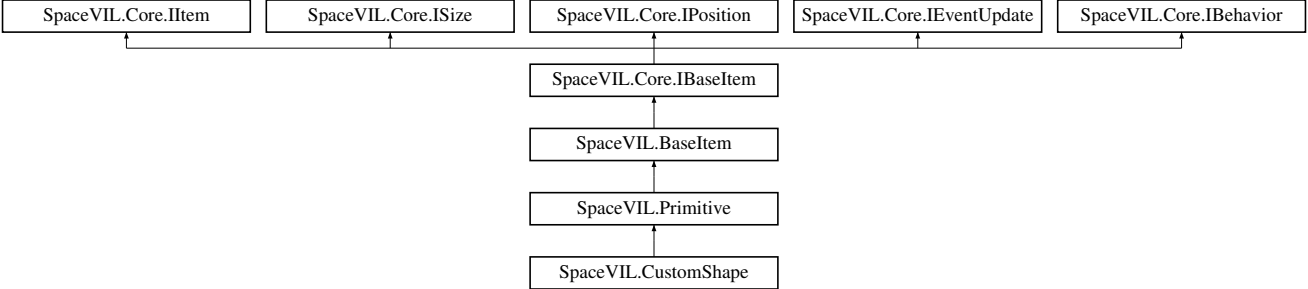 SpaceVIL.Core.IItem
SpaceVIL.Core.ISize
SpaceVIL.Core.IPosition
SpaceVIL.Core.IEventUpdate
SpaceVIL.Core.IBehavior
SpaceVIL.Core.IBaseItem
SpaceVIL.BaseItem
SpaceVIL.Primitive
SpaceVIL.CustomShape